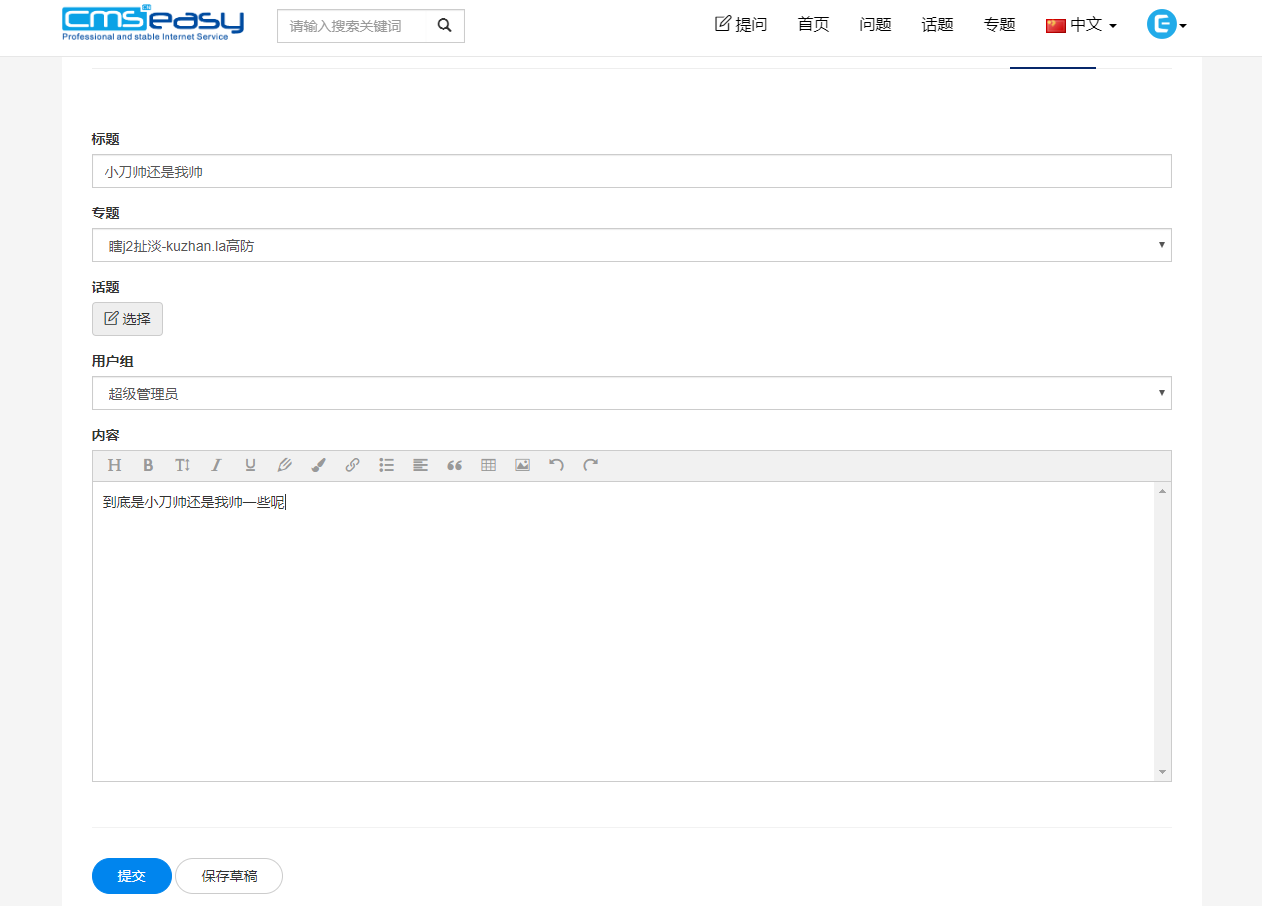 cmseasy CN
Professional and stable Internet Service
请输入搜索关键词
提问 首页 问题 话题 专题 中文
标题
小刀帅还是我帅
专题
瞎j2扯淡-kuzhan.la高防
话题
选择
用户组
超级管理员
内容
H B T I U
到底是小刀帅还是我帅一些呢
提交 保存草稿